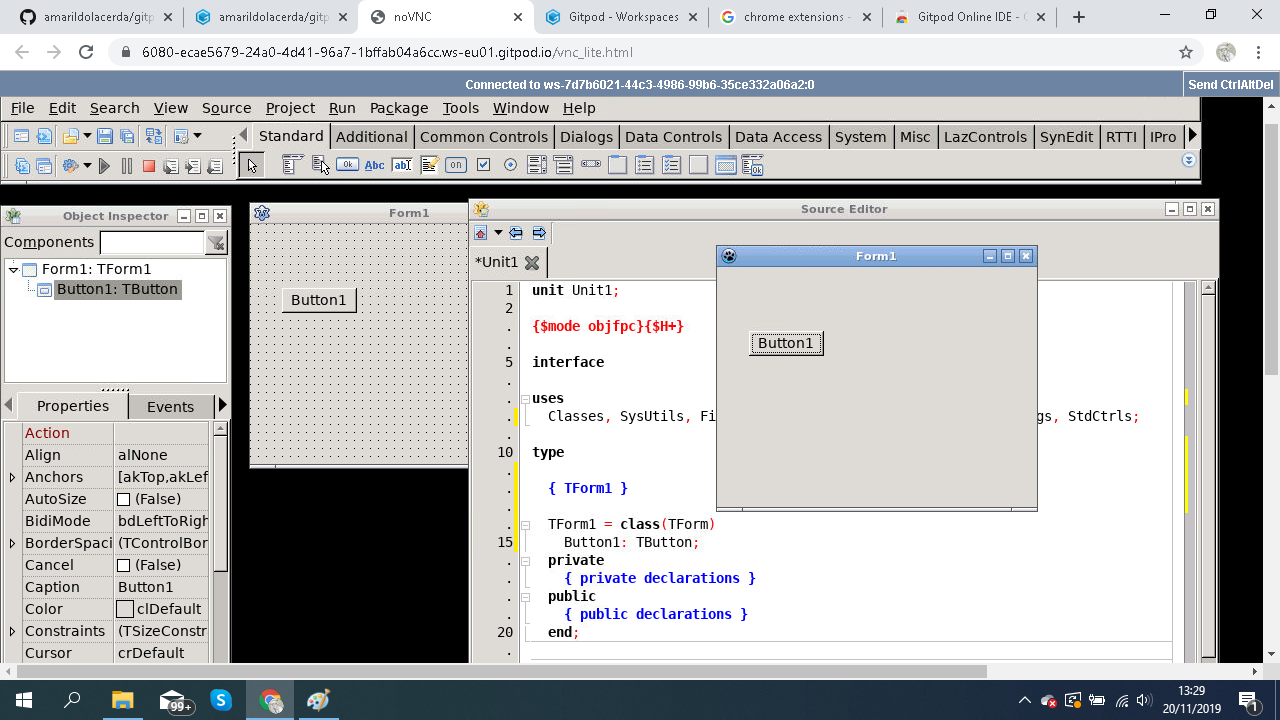 amarildolacerda/gitp
amarildolacerda/gitp
noVNC
Gitpod - Workspaces
chrome extensions -
Gitpod Online IDE - C
6080-ecae5679-24a0-4d41-96a7-1bffab04a6cc.ws-eu01.gitpod.io/vnc_lite.html
Connected to ws-7d7b6021-44c3-4986-99b6-35ce332a06a2:0
Send CtrlAltDel
File Edit Search View Source Project Run Package Tools Window Help
Standard Additional Common Controls Dialogs Data Controls Data Access System Misc LazControls SynEdit RTTI IPro
Ok Abc abI on Ok
Object Inspector
Components
Form1: TForm1
Button1: TButton
Properties Events
Action
Align alNone
Anchors [akTop,akLef
AutoSize (False)
BidiMode bdLeftToRigh
BorderSpaci (TControlBor
Cancel (False)
Caption Button1
Color clDefault
Constraints (TSizeConstr
Cursor crDefault
Form1
Button1
Source Editor
*Unit1
1 unit Unit1;
2
. {$mode objfpc}{$H+}
.
5 interface
.
. uses
. Classes, SysUtils, Fi gs, StdCtrls;
.
10 type
.
. { TForm1 }
.
. TForm1 = class(TForm)
15 Button1: TButton;
. private
. { private declarations }
. public
. { public declarations }
20 end;
.
Form1
Button1
99+
13:29
20/11/2019
1